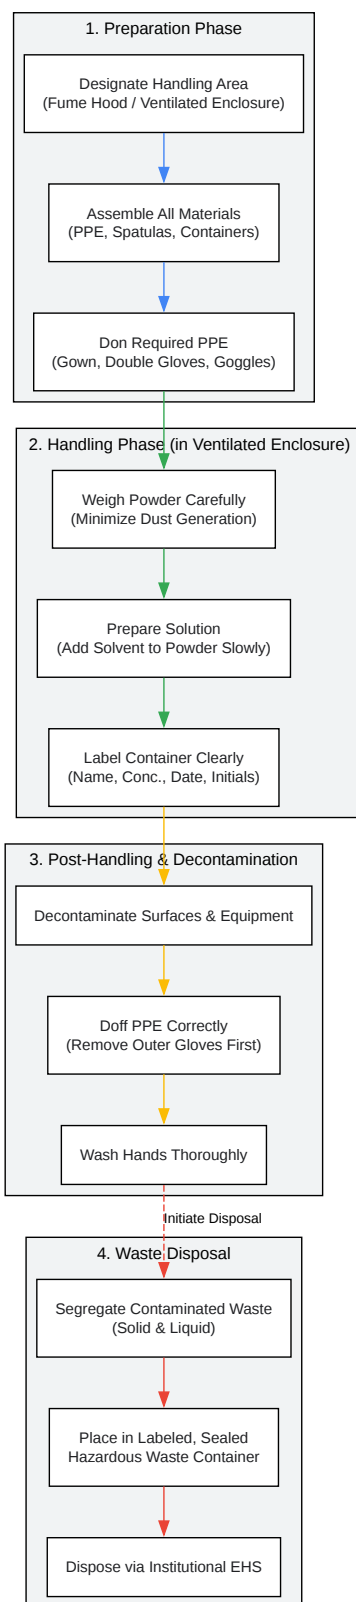 1. Preparation Phase
Designate Handling Area
(Fume Hood / Ventilated Enclosure)
Assemble All Materials
(PPE, Spatulas, Containers)
Don Required PPE
(Gown, Double Gloves, Goggles)
2. Handling Phase (in Ventilated Enclosure)
Weigh Powder Carefully
(Minimize Dust Generation)
Prepare Solution
(Add Solvent to Powder Slowly)
Label Container Clearly
(Name, Conc., Date, Initials)
3. Post-Handling & Decontamination
Decontaminate Surfaces & Equipment
Doff PPE Correctly
(Remove Outer Gloves First)
Wash Hands Thoroughly
Initiate Disposal
4. Waste Disposal
Segregate Contaminated Waste
(Solid & Liquid)
Place in Labeled, Sealed
Hazardous Waste Container
Dispose via Institutional EHS